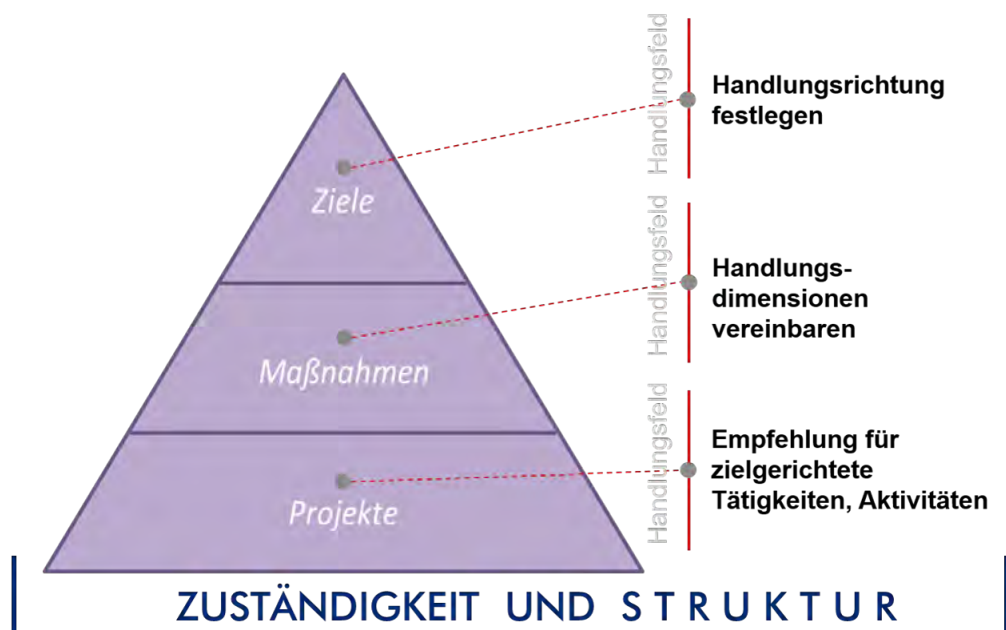 Handlungsfeld
Handlungsrichtung
festlegen
Ziele
Handlungsfeld
Handlungs-
dimensionen
vereinbaren
Maßnahmen
Handlungsfeld
Empfehlung für
zielgerichtete
Tätigkeiten, Aktivitäten
Projekte
ZUSTÄNDIGKEIT UND STRUKTUR